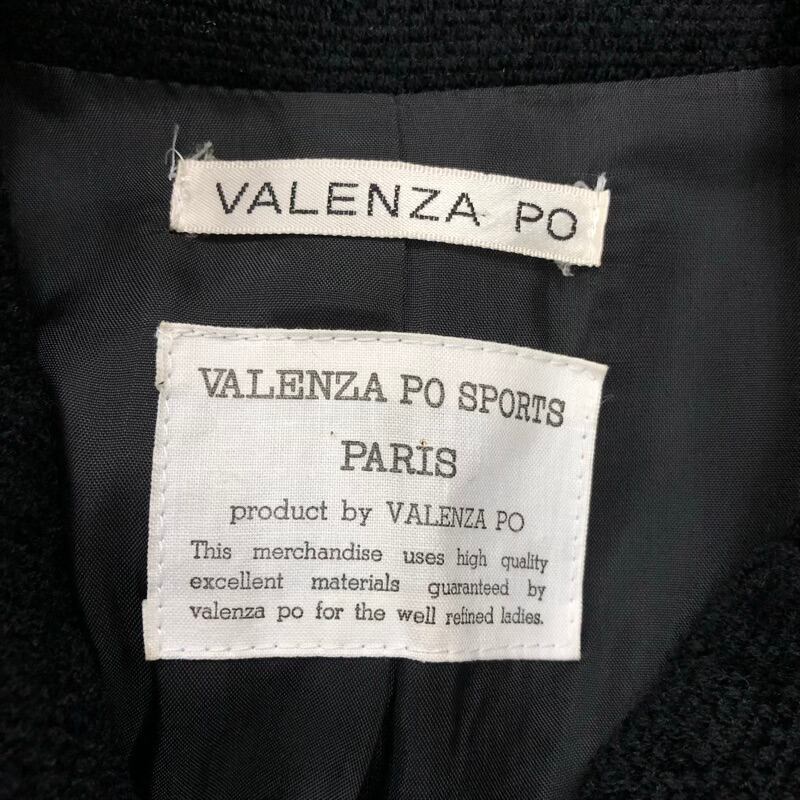 VALENZA PO
VALENZA PO SPORTS
PARIS
product by VALENZA PO
This merchandise uses high quality
excellent materials guaranteed by
valenza po for the well refined ladies.